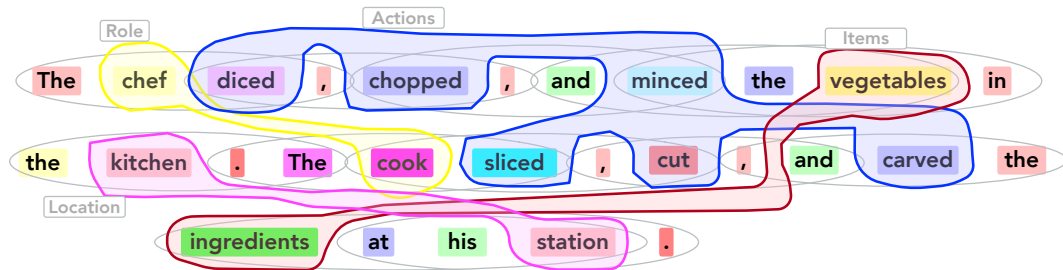 Role Actions Items
The chef diced , chopped , and minced the vegetables in
the kitchen . The cook sliced , cut , and carved the
Location
ingredients at his station .